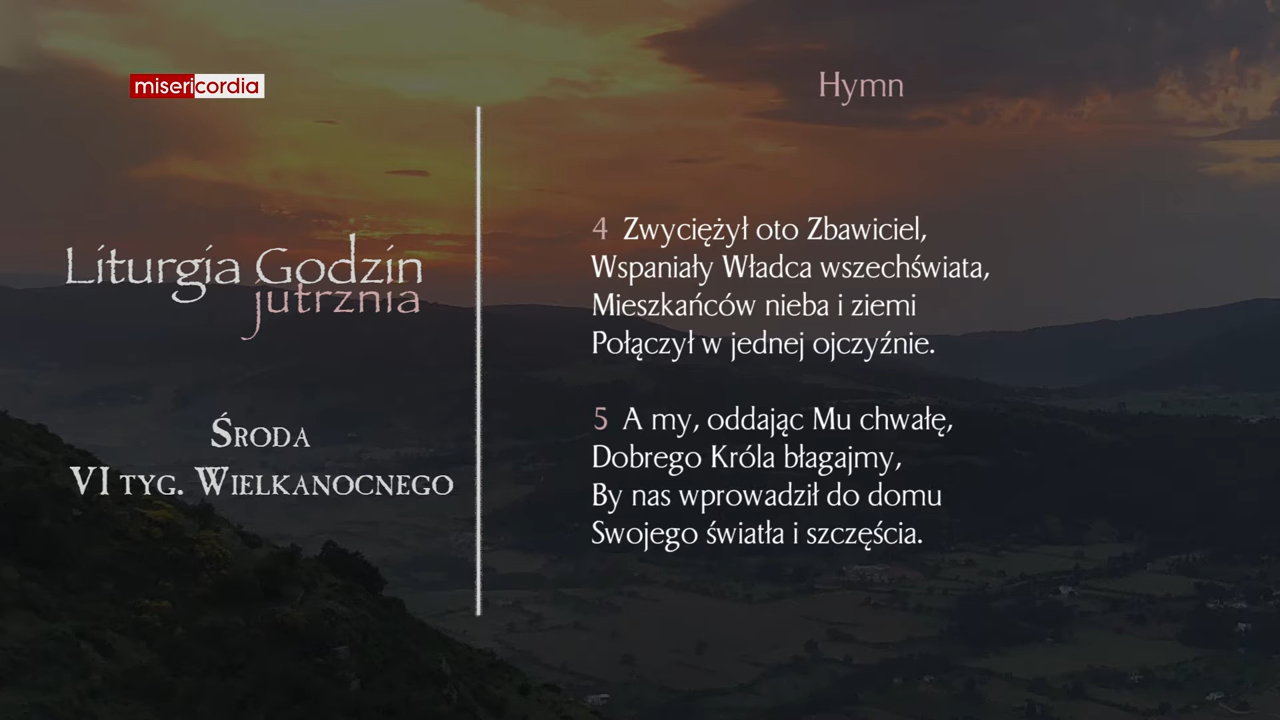 misericordia
Liturgia Godzin
jutrznia
Środa
VI tyg. Wielkanocnego
Hymn
4 Zwyciężył oto Zbawiciel,
Wspaniały Władca wszechświata,
Mieszkańców nieba i ziemi
Połączył w jednej ojczyźnie.
5 A my, oddając Mu chwałę,
Dobrego Króla błagajmy,
By nas wprowadził do domu
Swojego światła i szczęścia.